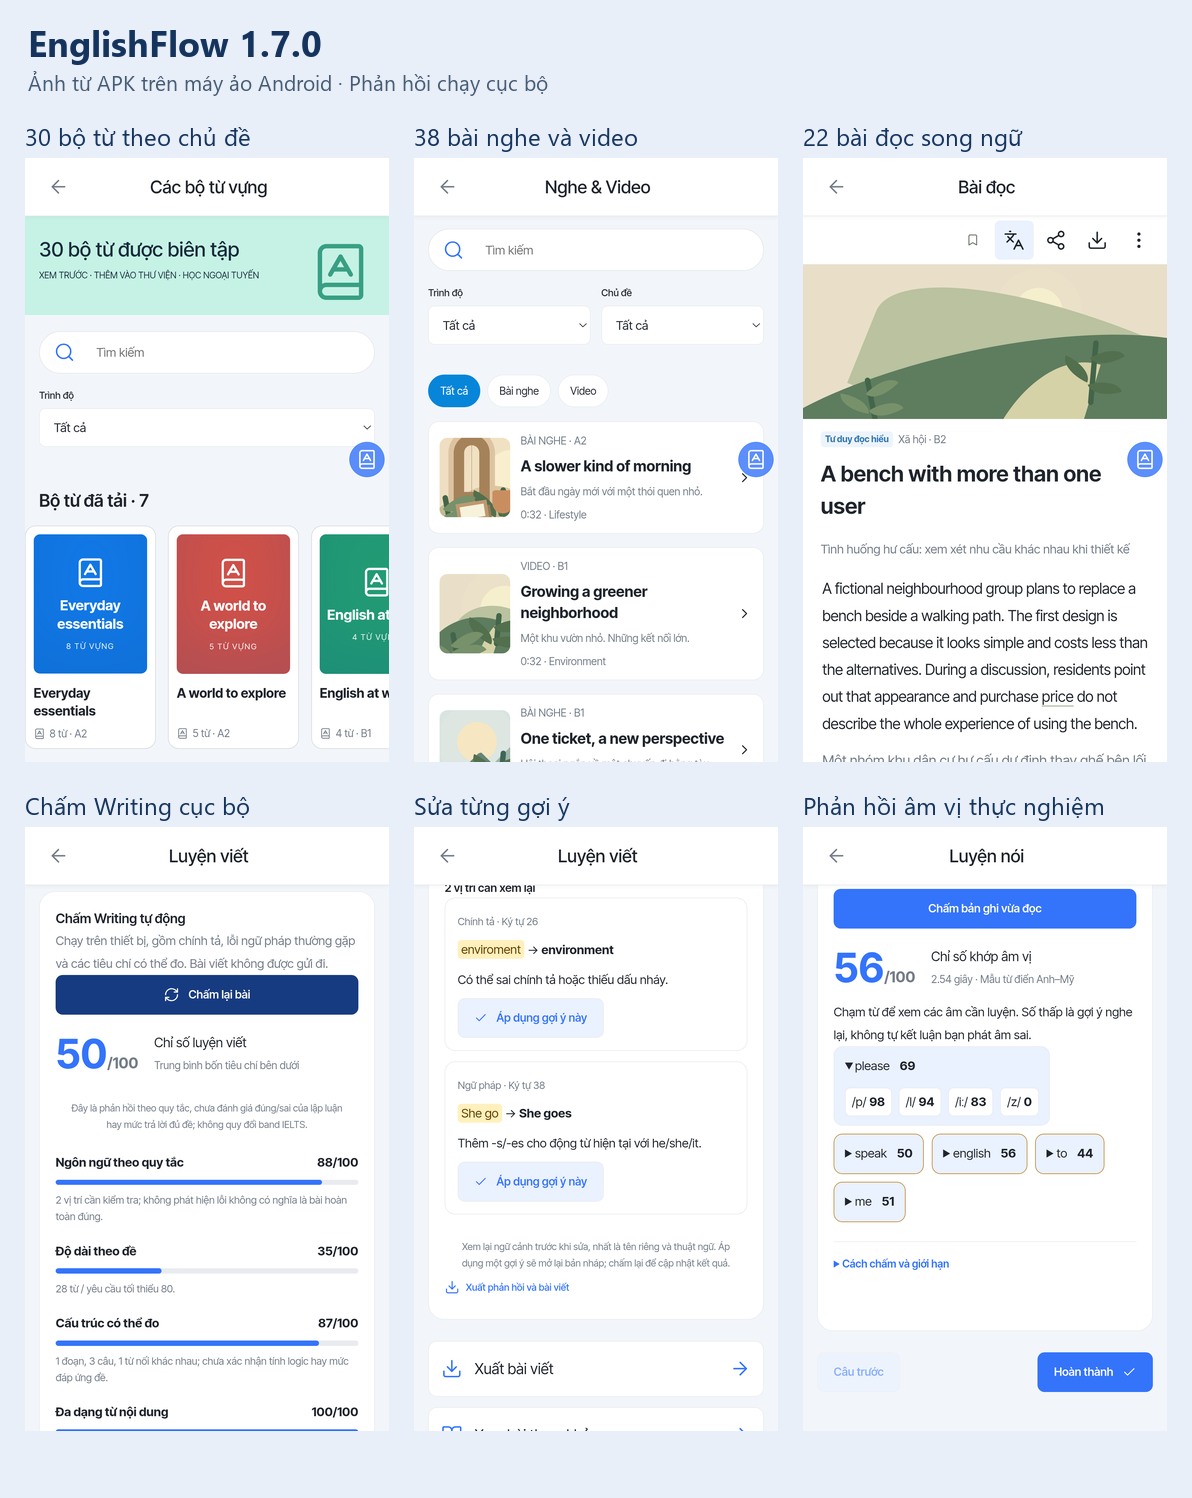 EnglishFlow 1.7.0
Ảnh từ APK trên máy ảo Android · Phản hồi chạy cục bộ
30 bộ từ theo chủ đề
Các bộ từ vựng
30 bộ từ được biên tập
XEM TRƯỚC · THÊM VÀO THƯ VIỆN · HỌC NGOẠI TUYẾN
Tìm kiếm
Trình độ
Tất cả
Bộ từ đã tải · 7
Everyday
essentials
8 TỪ VỰNG
Everyday
essentials
8 từ · A2
A world to
explore
5 TỪ VỰNG
A world to explore
5 từ · A2
English at
4 TỪ
English at w
4 từ · B1
38 bài nghe và video
Nghe & Video
Tìm kiếm
Trình độ
Chủ đề
Tất cả
Tất cả
Tất cả
Bài nghe
Video
BÀI NGHE · A2
A slower kind of morning
Bắt đầu ngày mới với một thói quen nhỏ.
0:32 · Lifestyle
VIDEO · B1
Growing a greener
neighborhood
Một khu vườn nhỏ. Những kết nối lớn.
0:32 · Environment
BÀI NGHE · B1
One ticket, a new perspective
22 bài đọc song ngữ
Bài đọc
Tư duy đọc hiểu
Xã hội · B2
A bench with more than one
user
Tình huống hư cấu: xem xét nhu cầu khác nhau khi thiết kế
A fictional neighbourhood group plans to replace a
bench beside a walking path. The first design is
selected because it looks simple and costs less than
the alternatives. During a discussion, residents point
out that appearance and purchase price do not
describe the whole experience of using the bench.
Một nhóm khu dân cư hư cấu dự định thay ghế bên lối
Chấm Writing cục bộ
Luyện viết
Chấm Writing tự động
Chạy trên thiết bị, gồm chính tả, lỗi ngữ pháp thường gặp
và các tiêu chí có thể đo. Bài viết không được gửi đi.
Chấm lại bài
50/100
Chỉ số luyện viết
Trung bình bốn tiêu chí bên dưới
Đây là phản hồi theo quy tắc, chưa đánh giá đúng/sai của lập luận
hay mức trả lời đủ đề; không quy đổi band IELTS.
Ngôn ngữ theo quy tắc 88/100
2 vị trí cần kiểm tra; không phát hiện lỗi không có nghĩa là bài hoàn
toàn đúng.
Độ dài theo đề 35/100
28 từ / yêu cầu tối thiểu 80.
Cấu trúc có thể đo 87/100
1 đoạn, 3 câu, 1 từ nối khác nhau; chưa xác nhận tính logic hay mức
đáp ứng đề.
Đa dạng từ nội dung 100/100
Sửa từng gợi ý
Luyện viết
2 vị trí cần xem lại
Chính tả · Ký tự 26
enviroment → environment
Có thể sai chính tả hoặc thiếu dấu nháy.
Áp dụng gợi ý này
Ngữ pháp · Ký tự 38
She go → She goes
Thêm -s/-es cho động từ hiện tại với he/she/it.
Áp dụng gợi ý này
Xem lại ngữ cảnh trước khi sửa, nhất là tên riêng và thuật ngữ. Áp
dụng một gợi ý sẽ mở lại bản nháp; chấm lại để cập nhật kết quả.
Xuất phản hồi và bài viết
Xuất bài viết
Phản hồi âm vị thực nghiệm
Luyện nói
Chấm bản ghi vừa đọc
56/100
Chỉ số khớp âm vị
2.54 giây · Mẫu từ điển Anh–Mỹ
Chạm từ để xem các âm cần luyện. Số thấp là gợi ý nghe
lại, không tự kết luận bạn phát âm sai.
▼please 69
/p/ 98
/l/ 94
/iː/ 83
/z/ 0
▶ speak 50
▶ english 56
▶ to 44
▶ me 51
▶ Cách chấm và giới hạn
Câu trước
Hoàn thành